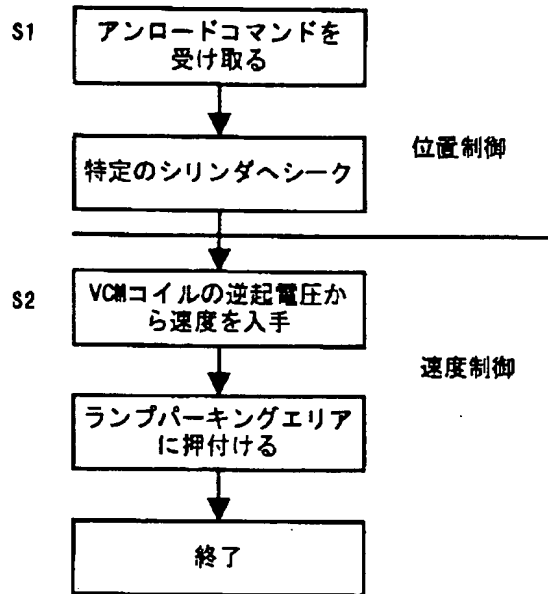 S1
アンロードコマンドを
受け取る
位置制御
特定のシリンダへシーク
S2
VCMコイルの逆起電圧か
ら速度を入手
速度制御
ランプパーキングエリア
に押付ける
終了